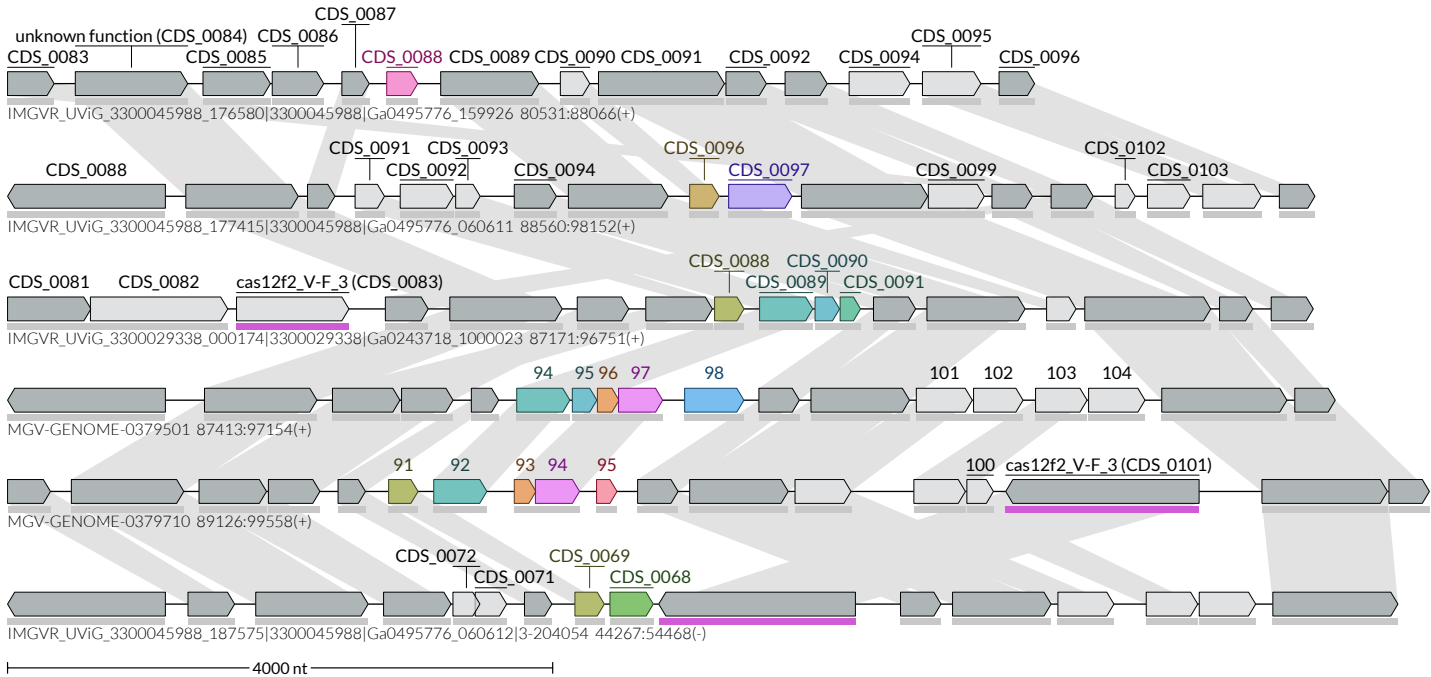 CDS_0087
unknown function (CDS_0084) CDS_0086 CDS_0095
CDS_0083 CDS_0085 CDS_0088 CDS_0089 CDS_0090 CDS_0091 CDS_0092 CDS_0094 CDS_0096
IMGVR_UViG_3300045988_176580|3300045988|Ga0495776_159926 80531:88066(+)
CDS_0091 CDS_0093 CDS_0096 CDS_0102
CDS_0088 CDS_0092 CDS_0094 CDS_0097 CDS_0099 CDS_0103
IMGVR_UViG_3300045988_177415|3300045988|Ga0495776_060611 88560:98152(+)
CDS_0088 CDS_0090
CDS_0081 CDS_0082 cas12f2_V-F_3 (CDS_0083) CDS_0089 CDS_0091
IMGVR_UViG_3300029338_000174|3300029338|Ga0243718_1000023 87171:96751(+)
94 95 96 97 98 101 102 103 104
MGV-GENOME-0379501 87413:97154(+)
91 92 93 94 95 100 cas12f2_V-F_3 (CDS_0101)
MGV-GENOME-0379710 89126:99558(+)
CDS_0072 CDS_0069
CDS_0071 CDS_0068
IMGVR_UViG_3300045988_187575|3300045988|Ga0495776_060612|3-204054 44267:54468(-)
4000 nt